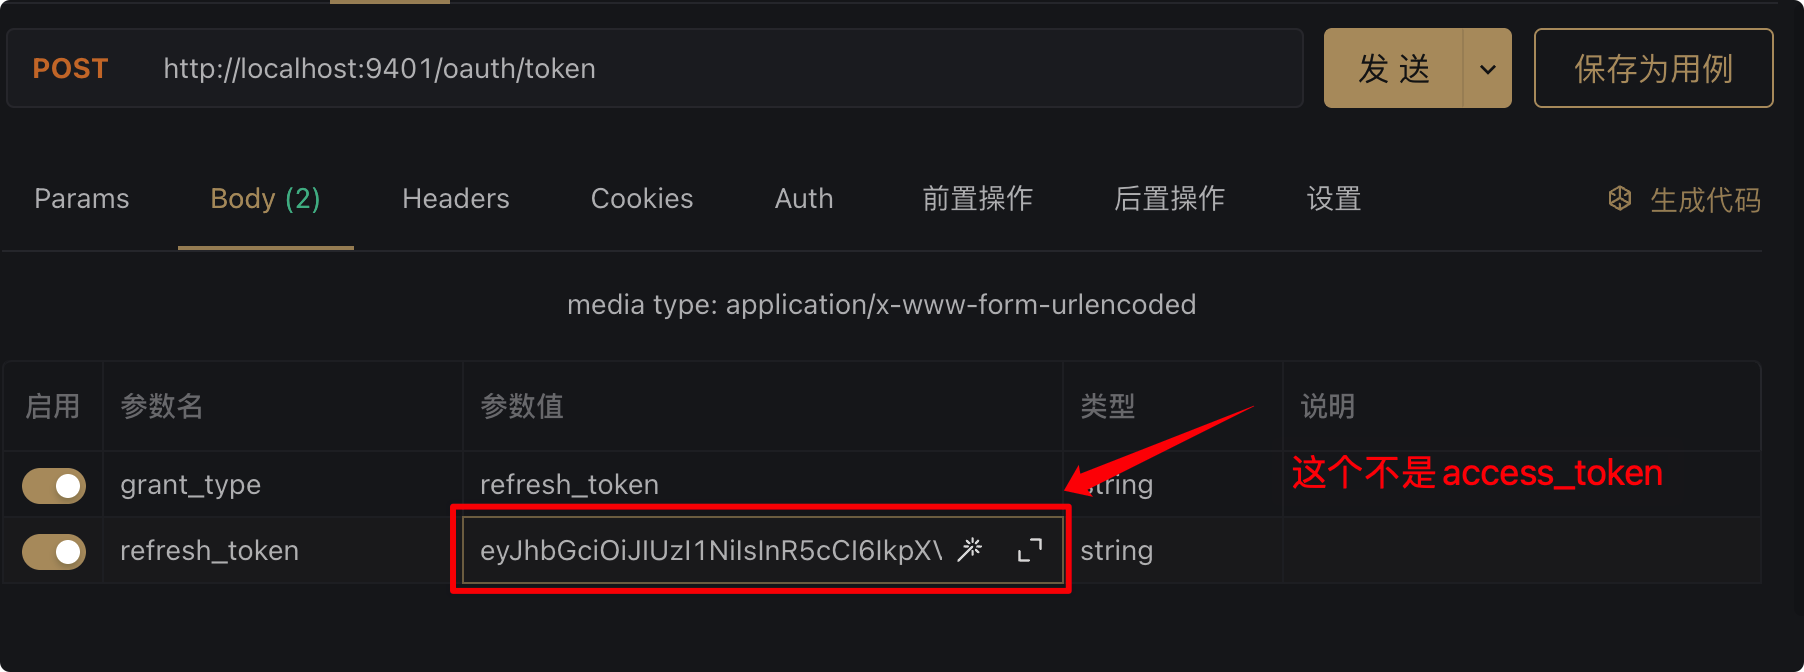 POST http://localhost:9401/oauth/token 发 送 保存为用例
Params Body (2) Headers Cookies Auth 前置操作 后置操作 设置 生成代码
media type: application/x-www-form-urlencoded
启用 参数名 参数值 类型 说明
grant_type refresh_token string 这个不是access_token
refresh_token eyJhbGciOiJIUzI1NiIsInR5cCI6IkpXV string